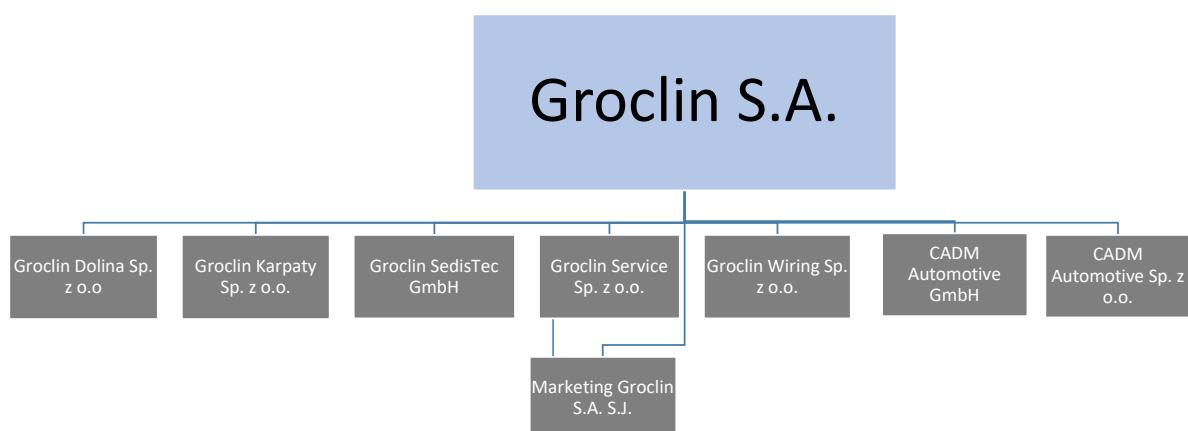 Groclin S.A.
Groclin Dolina Sp.
z o.o
Groclin Karpaty
Sp. z o.o.
Groclin SedisTec
GmbH
Groclin Service
Sp. z o.o.
Groclin Wiring Sp.
z o.o.
CADM
Automotive
GmbH
CADM
Automotive Sp. z
o.o.
Marketing Groclin
S.A. S.J.